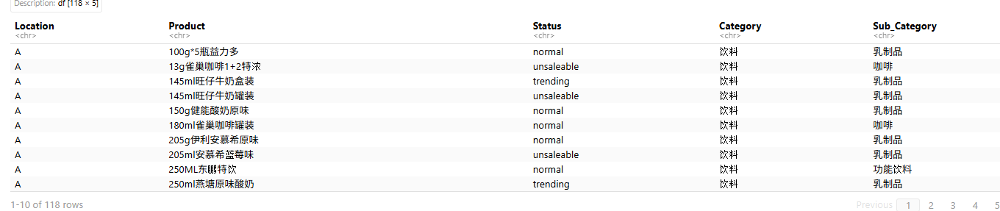 Description: df [118 × 5]
Location Product Status Category Sub_Category
<chr> <chr> <chr> <chr> <chr>
A 100g*5瓶益力多 normal 饮料 乳制品
A 13g雀巢咖啡1+2特浓 unsaleable 饮料 咖啡
A 145ml旺仔牛奶盒装 trending 饮料 乳制品
A 145ml旺仔牛奶罐装 unsaleable 饮料 乳制品
A 150g健能酸奶原味 normal 饮料 乳制品
A 180ml雀巢咖啡罐装 normal 饮料 咖啡
A 205g伊利安慕希原味 normal 饮料 乳制品
A 205ml安慕希蓝莓味 unsaleable 饮料 乳制品
A 250ML东鹏特饮 normal 饮料 功能饮料
A 250ml燕塘原味酸奶 trending 饮料 乳制品
1-10 of 118 rows Previous 1 2 3 4 5